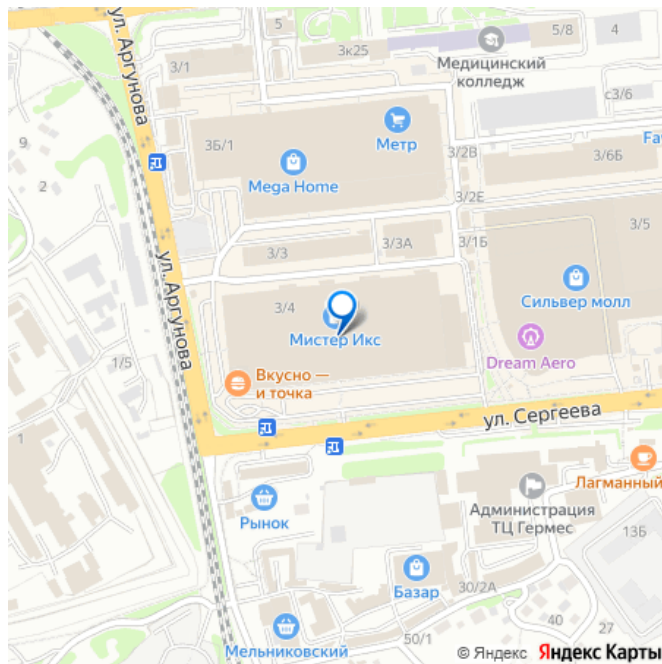 ул. Аргунова
5
3к25
5/8
4
Медицинский
колледж
3/1
с3/6
9
3Б/1
Метр
Fa
2
Mega Home
3/2В
3/6Б
3/2Е
3/5
3/3
3/3А
3/1Б
ул. Аргунова
Сильвер молл
3/4
Мистер Икс
1/5
Dream Aero
Вкусно —
и точка
ул. Сергеева
1
Лагманный
Рынок
Администрация
ТЦ Гермес
13Б
Базар
30/2А
40
27
Мельниковский
50/1
© Яндекс Яндекс Карты